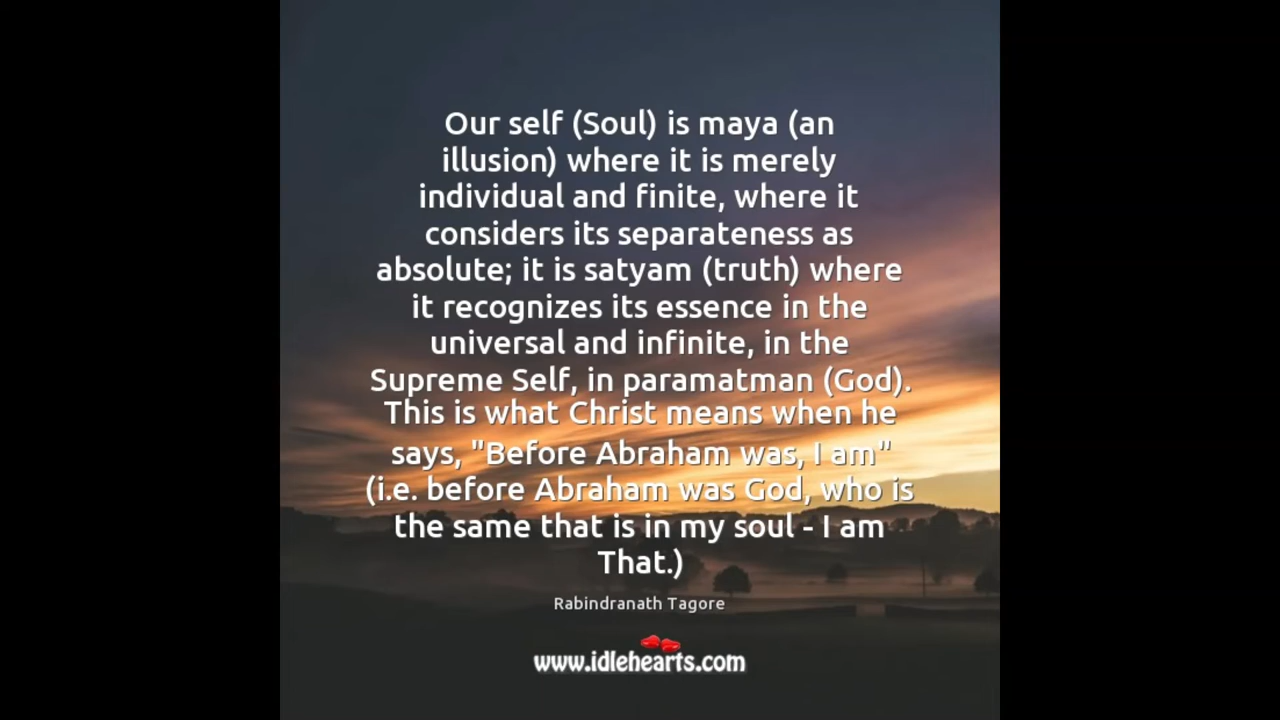 Our self (Soul) is maya (an
illusion) where it is merely
individual and finite, where it
considers its separateness as
absolute; it is satyam (truth) where
it recognizes its essence in the
universal and infinite, in the
Supreme Self, in paramatman (God).
This is what Christ means when he
says, "Before Abraham was, I am"
(i.e. before Abraham was God, who is
the same that is in my soul - I am
That.)
Rabindranath Tagore
www.idlehearts.com